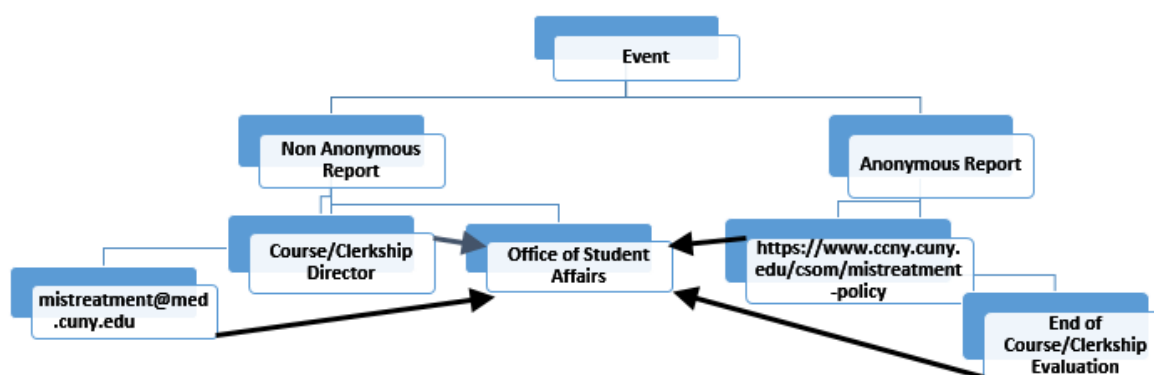 Event
Non Anonymous
Report
Anonymous Report
Course/Clerkship
Director
Office of Student
Affairs
https://www.ccny.cuny.
edu/csom/mistreatment
-policy
mistreatment@med
.cuny.edu
End of
Course/Clerkship
Evaluation